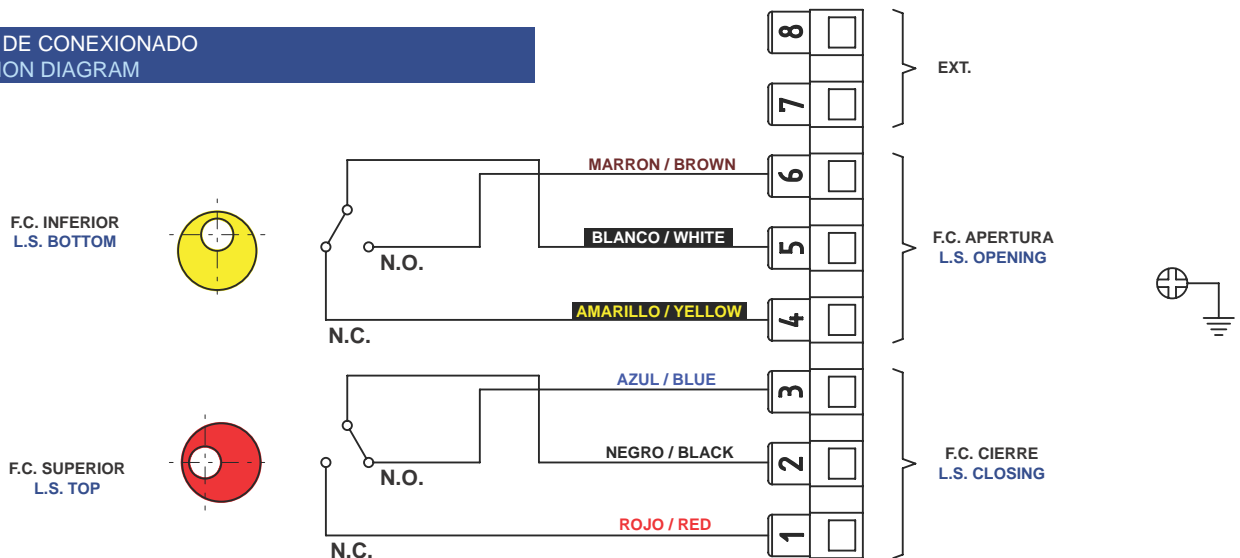 DE CONEXIONADO
ION DIAGRAM
8
EXT.
7
MARRON / BROWN
6
F.C. INFERIOR
L.S. BOTTOM
N.O.
BLANCO / WHITE
5
F.C. APERTURA
L.S. OPENING
AMARILLO / YELLOW
4
N.C.
AZUL / BLUE
3
F.C. SUPERIOR
L.S. TOP
N.O.
NEGRO / BLACK
2
F.C. CIERRE
L.S. CLOSING
ROJO / RED
1
N.C.